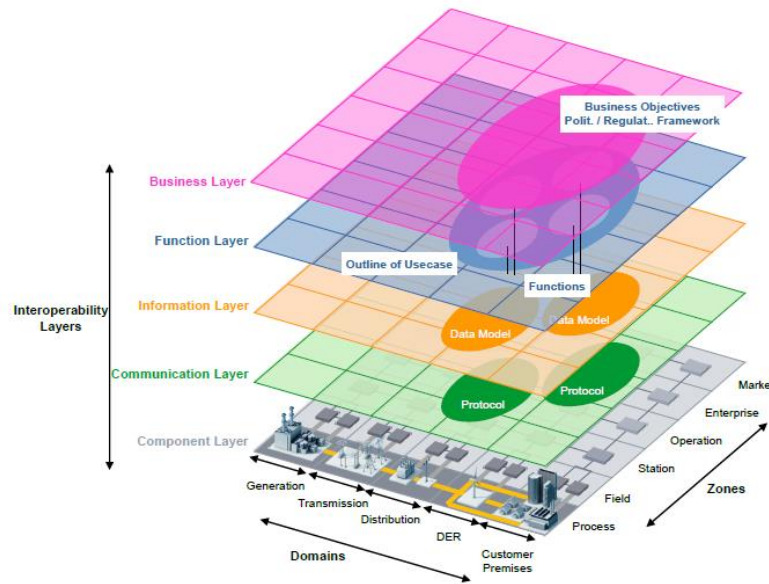 Business Objectives
Polit. / Regulat.. Framework
Business Layer
Function Layer
Outline of Usecase
Functions
Interoperability
Layers
Information Layer
Data Model
Data Model
Communication Layer
Protocol
Protocol
Component Layer
Marke
Enterprise
Operation
Station
Field
Process
Zones
Generation
Transmission
Distribution
DER
Customer
Premises
Domains